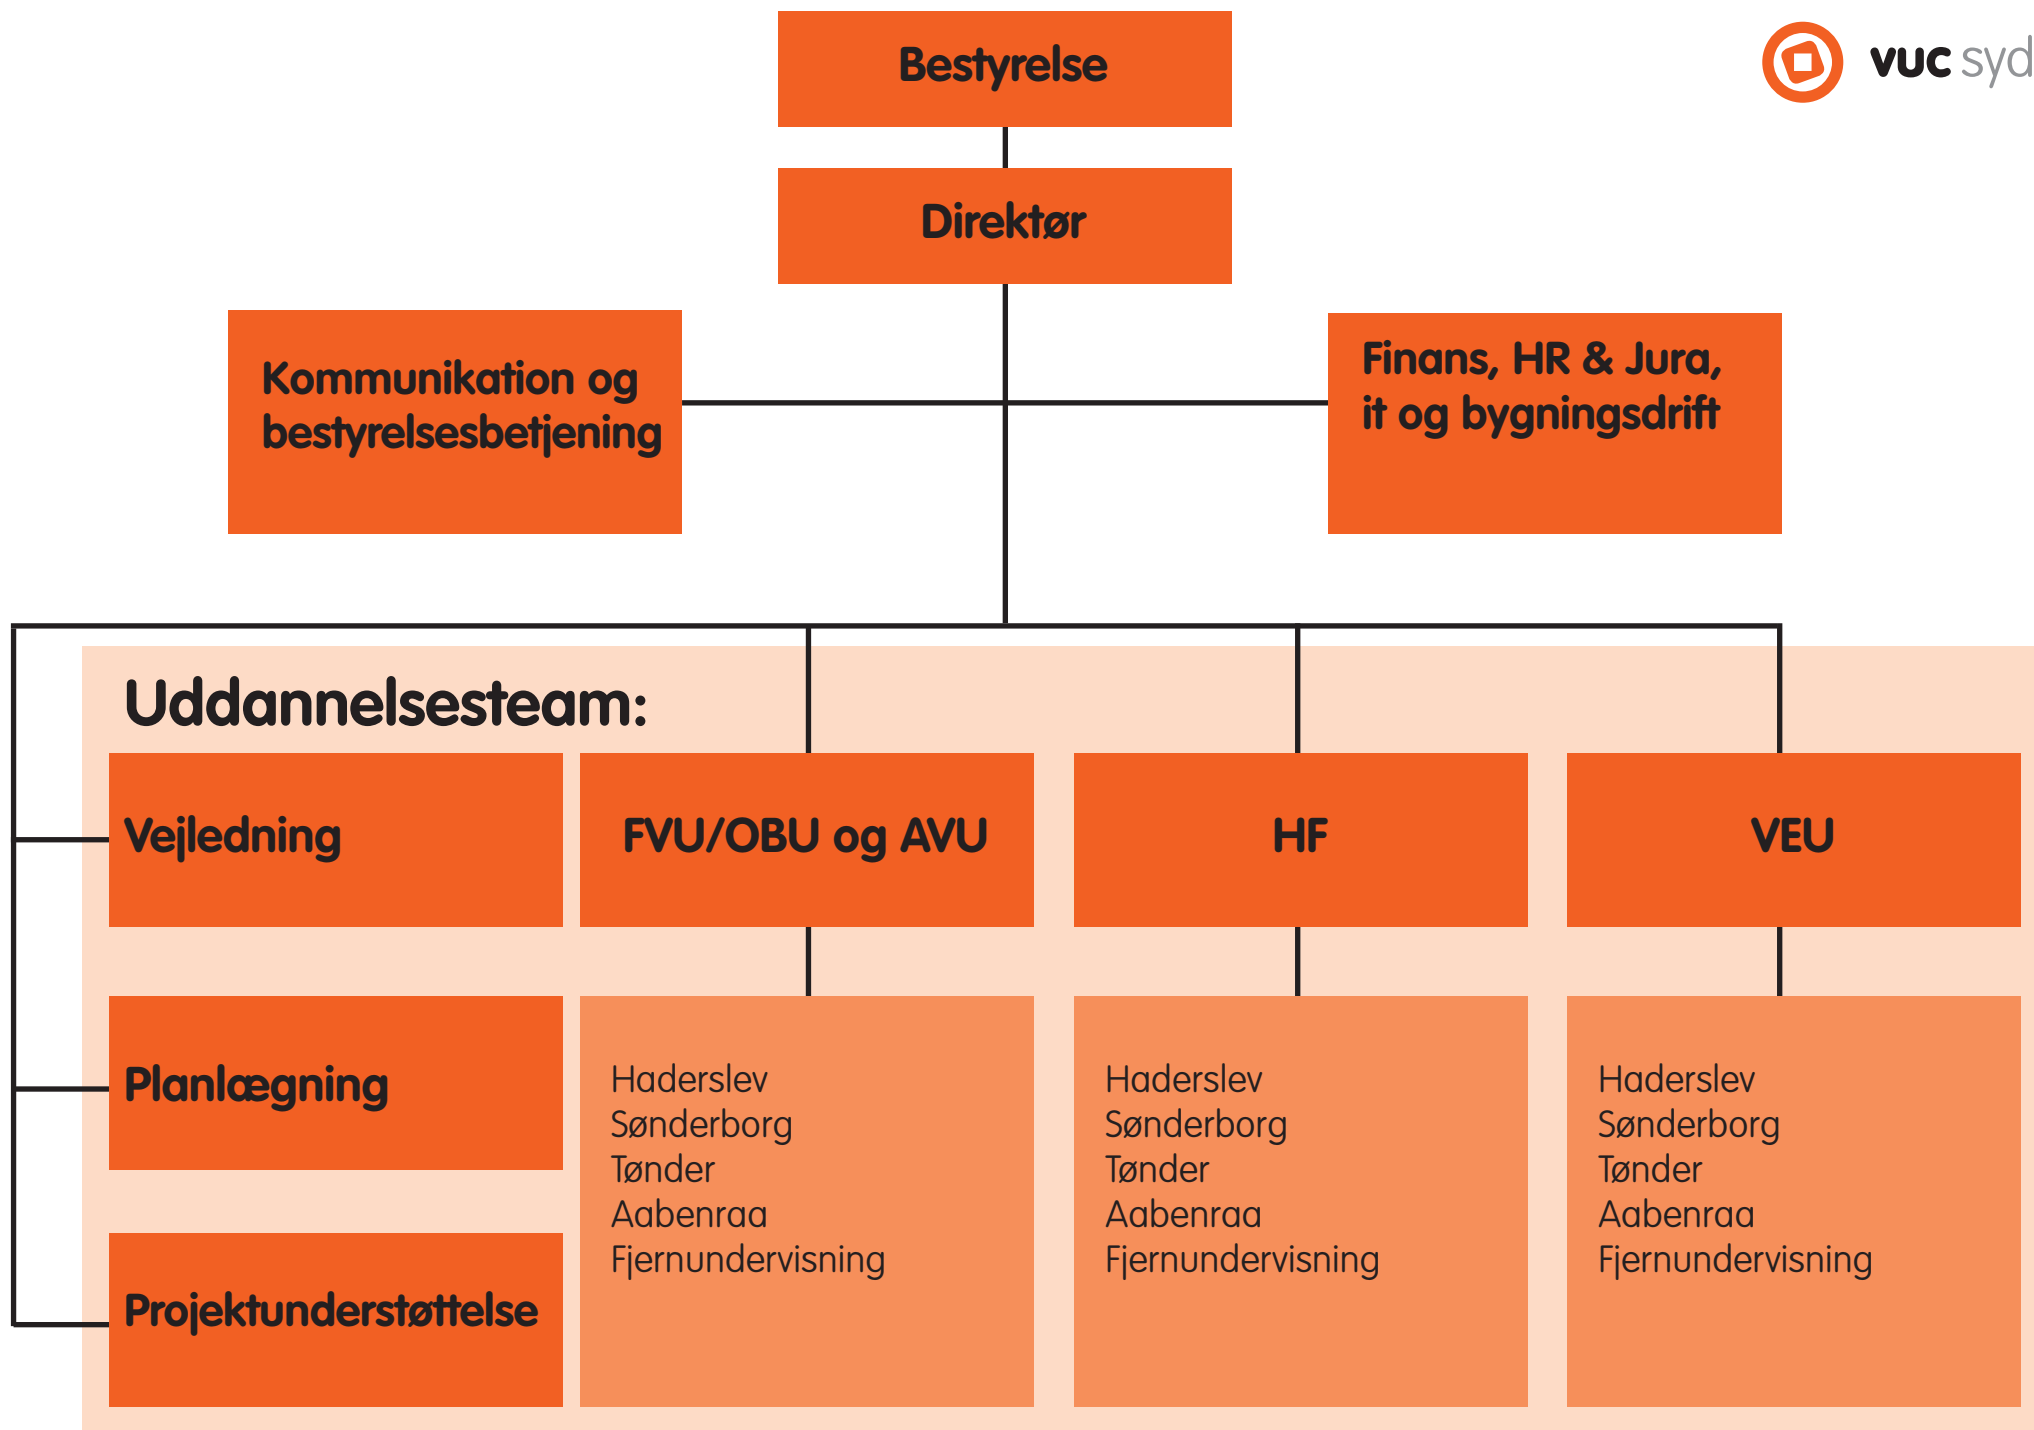 Bestyrelse
vuc syd
Direktør
Kommunikation og
bestyrelsesbetjening
Finans, HR & Jura,
it og bygningsdrift
Uddannelsesteam:
Vejledning
FVU/OBU og AVU
HF
VEU
Planlægning
Projektunderstøttelse
Haderslev
Sønderborg
Tønder
Aabenraa
Fjernundervisning
Haderslev
Sønderborg
Tønder
Aabenraa
Fjernundervisning
Haderslev
Sønderborg
Tønder
Aabenraa
Fjernundervisning